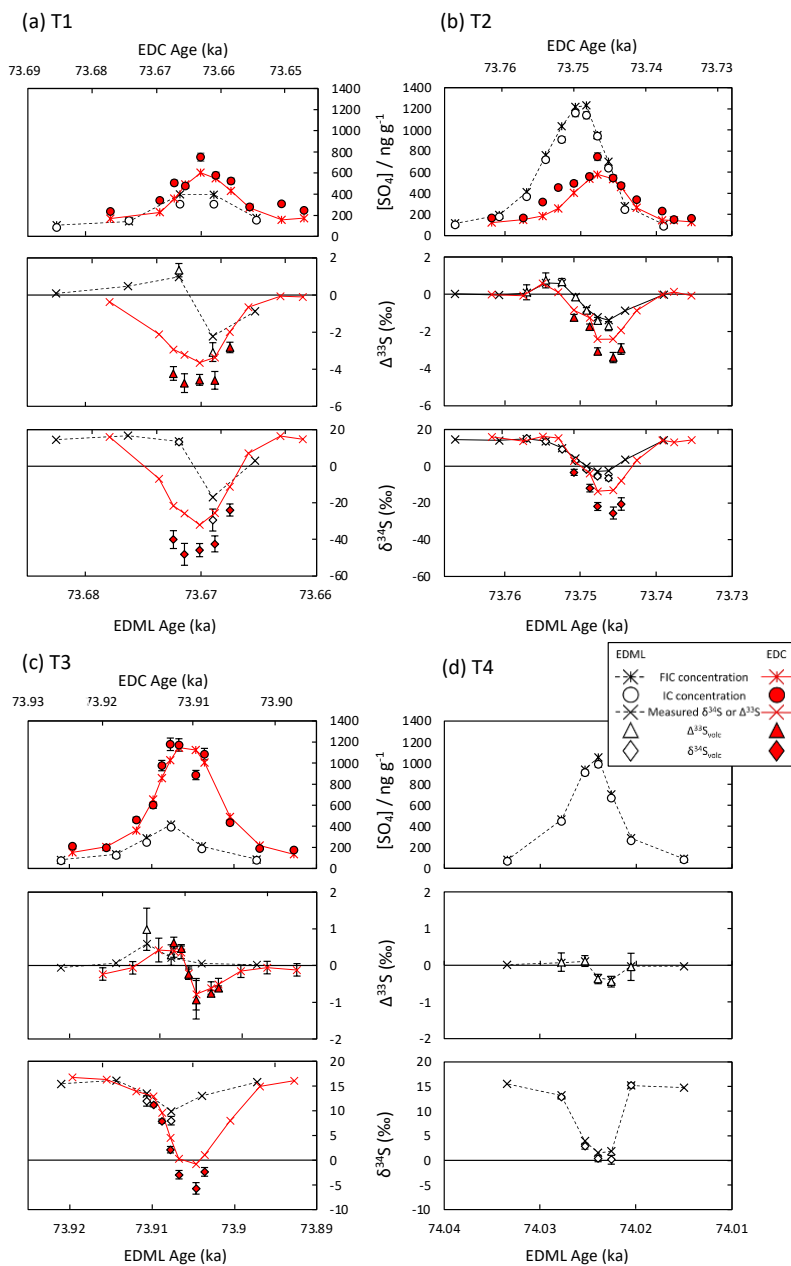 (a) T1
EDC Age (ka)
73.69 73.67 73.66 73.65
1400
1200
1000
800
600
400
200
0
[SO4] / ng g-1
2
0
-2
-4
-6
Δ33S (‰)
20
0
-20
-40
-60
δ34S (‰)
73.68 73.67 73.66
EDML Age (ka)
(b) T2
EDC Age (ka)
73.76 73.75 73.74 73.73
1400
1200
1000
800
600
400
200
0
2
0
-2
-4
-6
20
0
-20
-40
-60
73.76 73.75 73.74 73.73
EDML Age (ka)
(c) T3
EDC Age (ka)
73.93 73.92 73.91 73.90
1400
1200
1000
800
600
400
200
0
[SO4] / ng g-1
2
1
0
-1
-2
Δ33S (‰)
20
15
10
5
0
-5
-10
δ34S (‰)
73.92 73.91 73.9 73.89
EDML Age (ka)
(d) T4
EDML EDC
FIC concentration
IC concentration
Measured δ34S or Δ33S
Δ33Svolc
δ34Svolc
1400
1200
1000
800
600
400
200
0
2
1
0
-1
-2
20
15
10
5
0
-5
-10
74.04 74.03 74.02 74.01
EDML Age (ka)